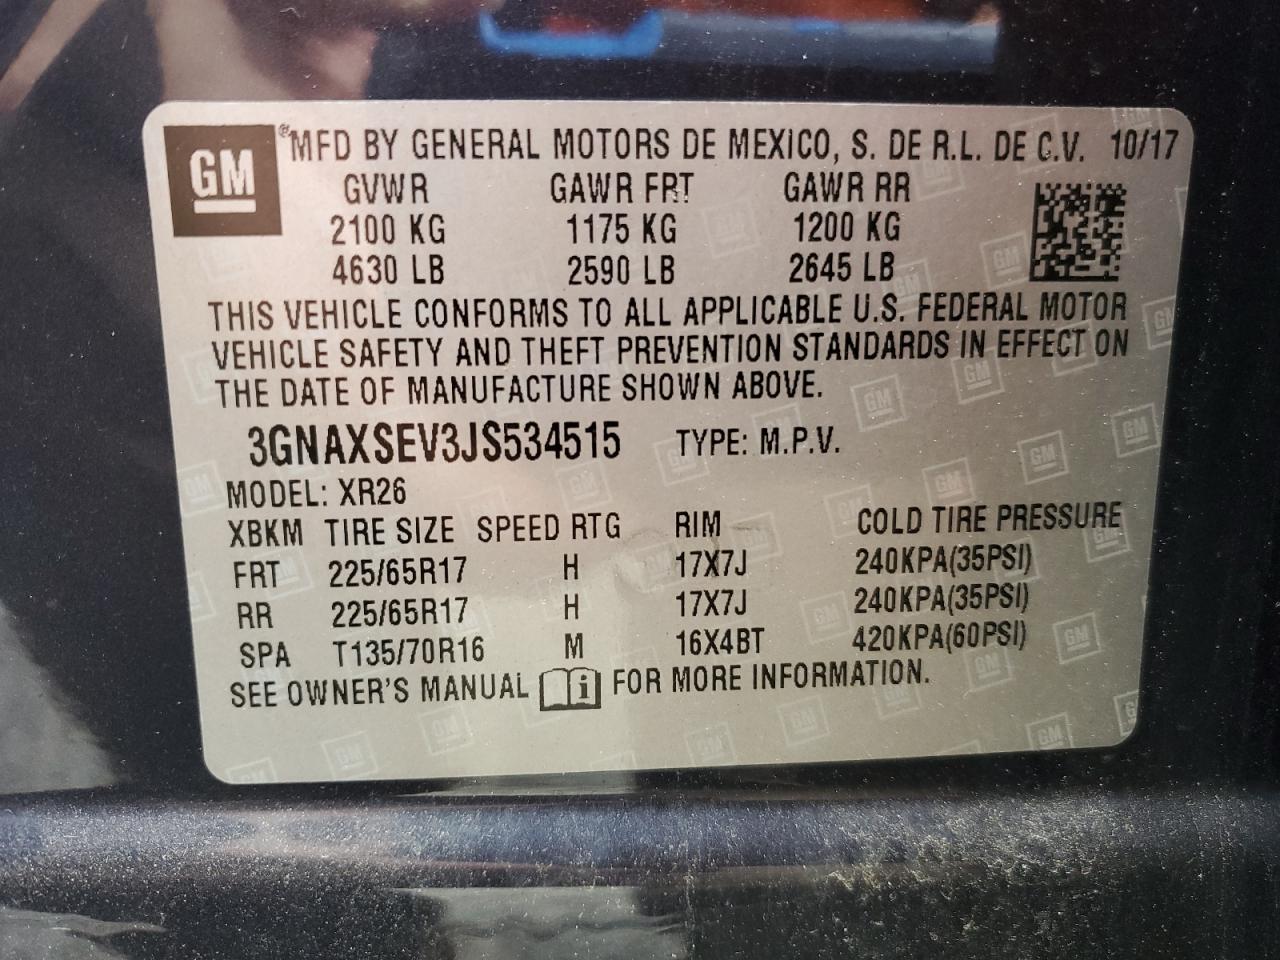 GM ® MFD BY GENERAL MOTORS DE MEXICO, S. DE R.L. DE C.V. 10/17
GVWR GAWR FRT GAWR RR
2100 KG 1175 KG 1200 KG
4630 LB 2590 LB 2645 LB
THIS VEHICLE CONFORMS TO ALL APPLICABLE U.S. FEDERAL MOTOR
VEHICLE SAFETY AND THEFT PREVENTION STANDARDS IN EFFECT ON
THE DATE OF MANUFACTURE SHOWN ABOVE.
3GNAXSEV3JS534515 TYPE: M.P.V.
MODEL: XR26
XBKM TIRE SIZE SPEED RTG RIM COLD TIRE PRESSURE
FRT 225/65R17 H 17X7J 240KPA(35PSI)
RR 225/65R17 H 17X7J 240KPA(35PSI)
SPA T135/70R16 M 16X4BT 420KPA(60PSI)
SEE OWNER'S MANUAL i FOR MORE INFORMATION.